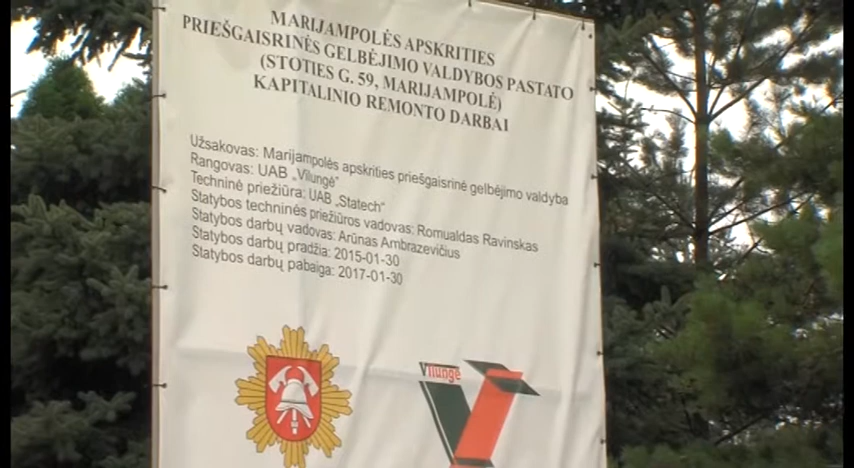 MARIJAMPOLĖS APSKRITIES
PRIEŠGAISRINĖS GELBĖJIMO VALDYBOS PASTATO
(STOTIES G. 59, MARIJAMPOLĖ)
KAPITALINIO REMONTO DARBAI
Užsakovas: Marijampolės apskrities priešgaisrinė gelbėjimo valdyba
Rangovas: UAB „Vilungė“
Techninė priežiūra: UAB „Statech“
Statybos techninės priežiūros vadovas: Romualdas Ravinskas
Statybos darbų vadovas: Arūnas Ambrazevičius
Statybos darbų pradžia: 2015-01-30
Statybos darbų pabaiga: 2017-01-30
Vilungė